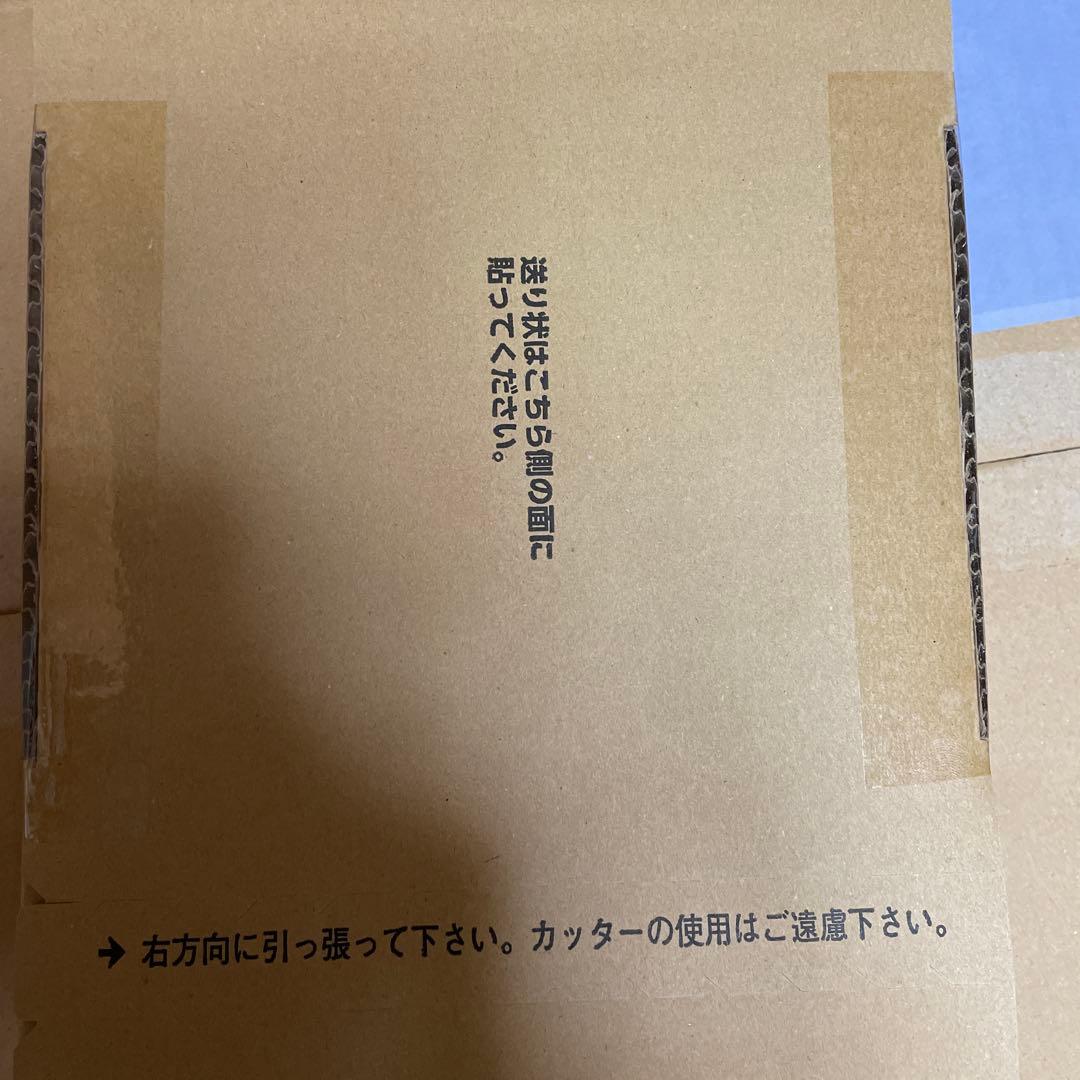 送り状はこちら側の面に
貼ってください。
→ 右方向に引っ張って下さい。カッターの使用はご遠慮下さい。